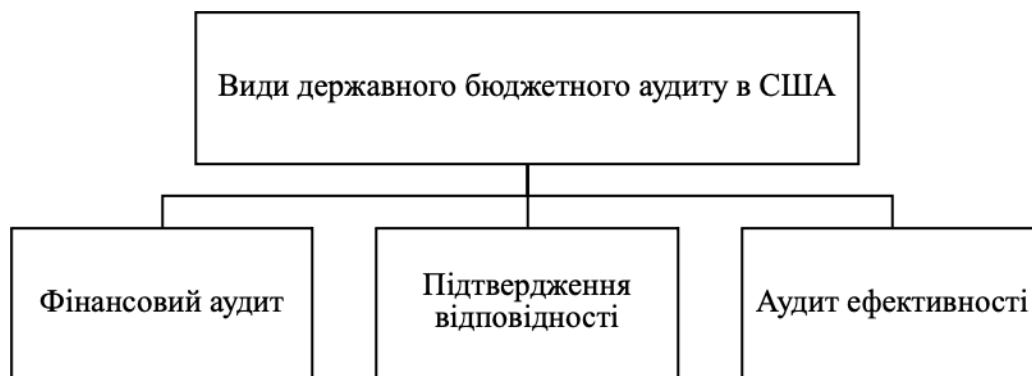 Види державного бюджетного аудиту в США
Фінансовий аудит
Підтвердження
відповідності
Аудит ефективності